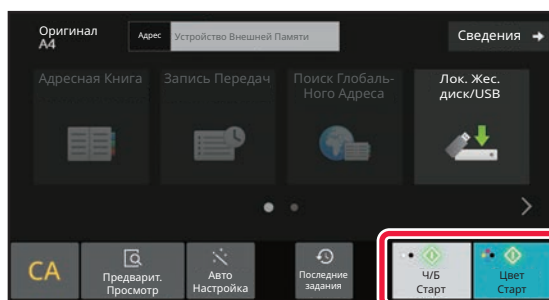 Оригинал
A4
Адрес
Устройство Внешней Памяти
Сведения
Адресная Книга
Запись Передач
Поиск Глобаль-
Ного Адреса
Лок. Жес.
диск/USB
CA
Предварит.
Просмотр
Авто
Настройка
Последние
задания
Ч/Б
Старт
Цвет
Старт